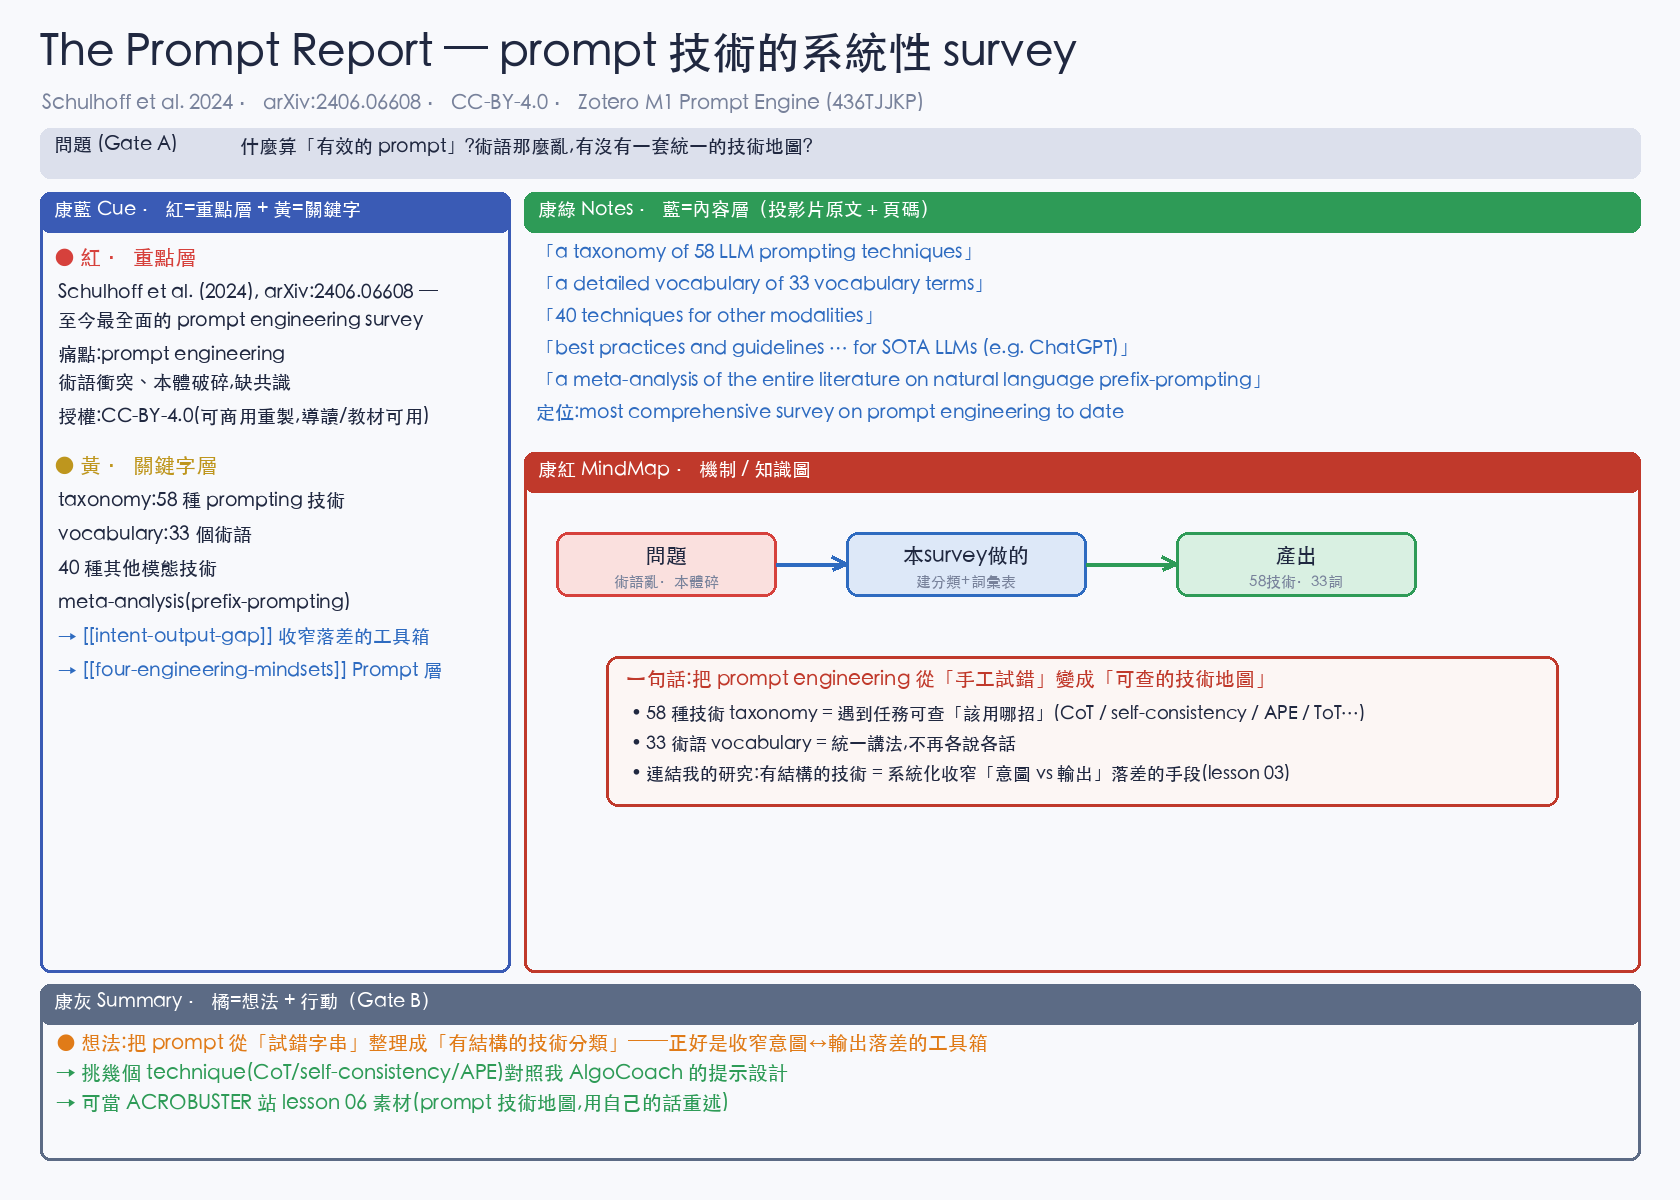 The Prompt Report — prompt 技術的系統性 survey
Schulhoff et al. 2024 · arXiv:2406.06608 · CC-BY-4.0 · Zotero M1 Prompt Engine (436TJJKP)
問題 (Gate A) 什麼算「有效的 prompt」?術語那麼亂,有沒有一套統一的技術地圖?
康藍 Cue · 紅=重點層 + 黃=關鍵字
● 紅 · 重點層
Schulhoff et al. (2024), arXiv:2406.06608 —
至今最全面的 prompt engineering survey
痛點:prompt engineering
術語衝突、本體破碎,缺共識
授權:CC-BY-4.0(可商用重製,導讀/教材可用)
● 黃 · 關鍵字層
taxonomy:58 種 prompting 技術
vocabulary:33 個術語
40 種其他模態技術
meta-analysis(prefix-prompting)
→ [[intent-output-gap]] 收窄落差的工具箱
→ [[four-engineering-mindsets]] Prompt 層
康綠 Notes · 藍=內容層（投影片原文＋頁碼）
「a taxonomy of 58 LLM prompting techniques」
「a detailed vocabulary of 33 vocabulary terms」
「40 techniques for other modalities」
「best practices and guidelines ⋯ for SOTA LLMs (e.g. ChatGPT)」
「a meta-analysis of the entire literature on natural language prefix-prompting」
定位:most comprehensive survey on prompt engineering to date
康紅 MindMap · 機制 / 知識圖
問題
術語亂· 本體碎
本survey做的
建分類+詞彙表
產出
58技術· 33詞
一句話:把 prompt engineering 從「手工試錯」變成「可查的技術地圖」
• 58 種技術 taxonomy = 遇到任務可查「該用哪招」(CoT / self-consistency / APE / ToT⋯)
• 33 術語 vocabulary = 統一講法,不再各說各話
• 連結我的研究:有結構的技術 = 系統化收窄「意圖 vs 輸出」落差的手段(lesson 03)
康灰 Summary · 橘=想法 + 行動（Gate B）
● 想法:把 prompt 從「試錯字串」整理成「有結構的技術分類」——正好是收窄意圖↔輸出落差的工具箱
→ 挑幾個 technique(CoT/self-consistency/APE)對照我 AlgoCoach 的提示設計
→ 可當 ACROBUSTER 站 lesson 06 素材(prompt 技術地圖,用自己的話重述)